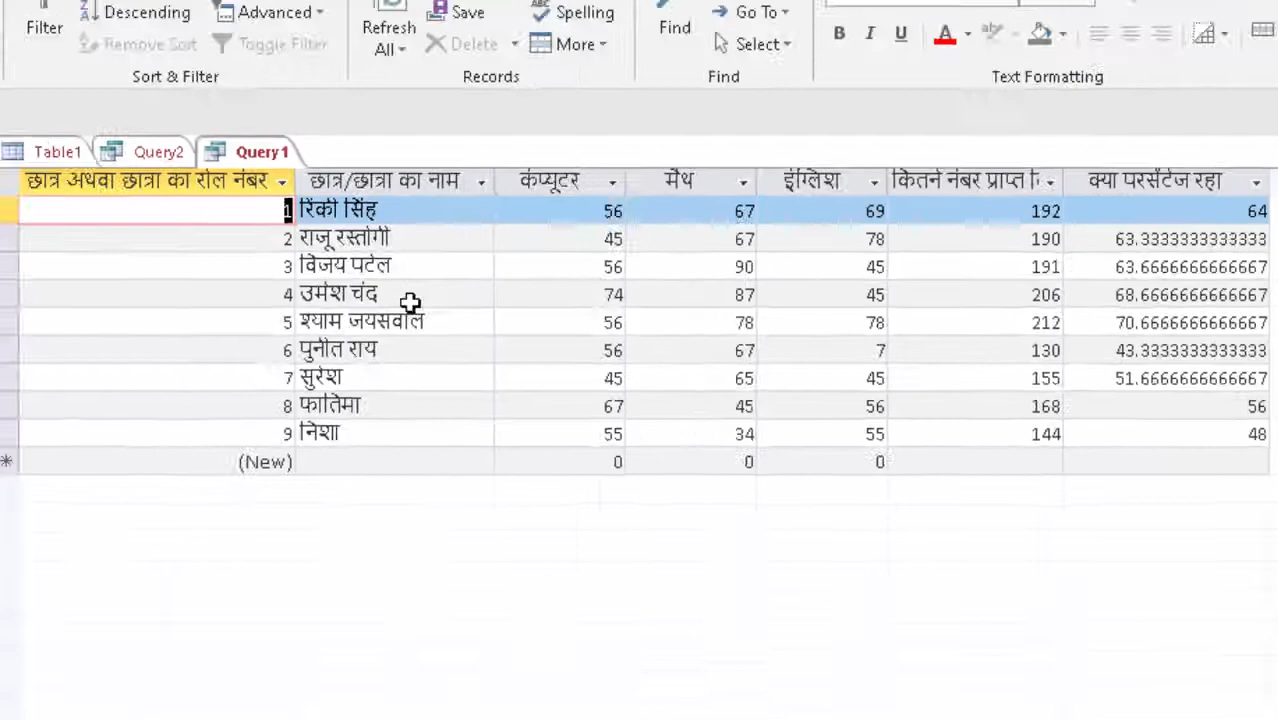 Descending Advanced Save Spelling Go To
Filter Remove Sort Toggle Filter Refresh All Delete More Find Select B I U A
Sort & Filter Records Find Text Formatting
Table1 Query2 Query1
छात्र अथवा छात्रा का रोल नंबर छात्र/छात्रा का नाम कंप्यूटर मैथ इंग्लिश कितने नंबर प्राप्त क्या परसेंटेज रहा
1 रिंकी सिंह 56 67 69 192 64
2 राजू रस्तोगी 45 67 78 190 63.3333333333333
3 विजय पटेल 56 90 45 191 63.6666666666667
4 उमेश चंद 74 87 45 206 68.6666666666667
5 श्याम जयसवाल 56 78 78 212 70.6666666666667
6 पुनीत राय 56 67 7 130 43.3333333333333
7 सुरेश 45 65 45 155 51.6666666666667
8 फातिमा 67 45 56 168 56
9 निशा 55 34 55 144 48
* (New) 0 0 0